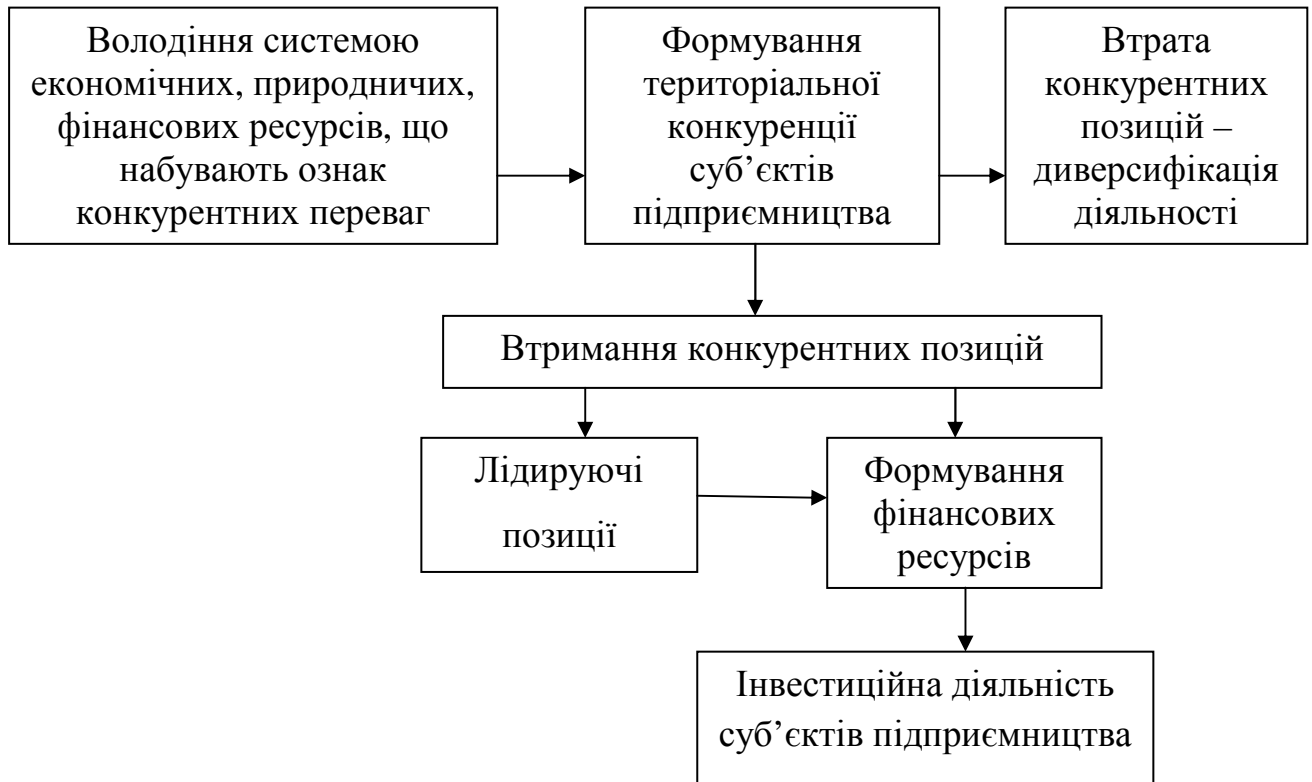 Володіння системою
економічних, природничих,
фінансових ресурсів, що
набувають ознак
конкурентних переваг
Формування
територіальної
конкуренції
суб’єктів
підприємництва
Втрата
конкурентних
позицій –
диверсифікація
діяльності
Втримання конкурентних позицій
Лідируючі
позиції
Формування
фінансових
ресурсів
Інвестиційна діяльність
суб’єктів підприємництва